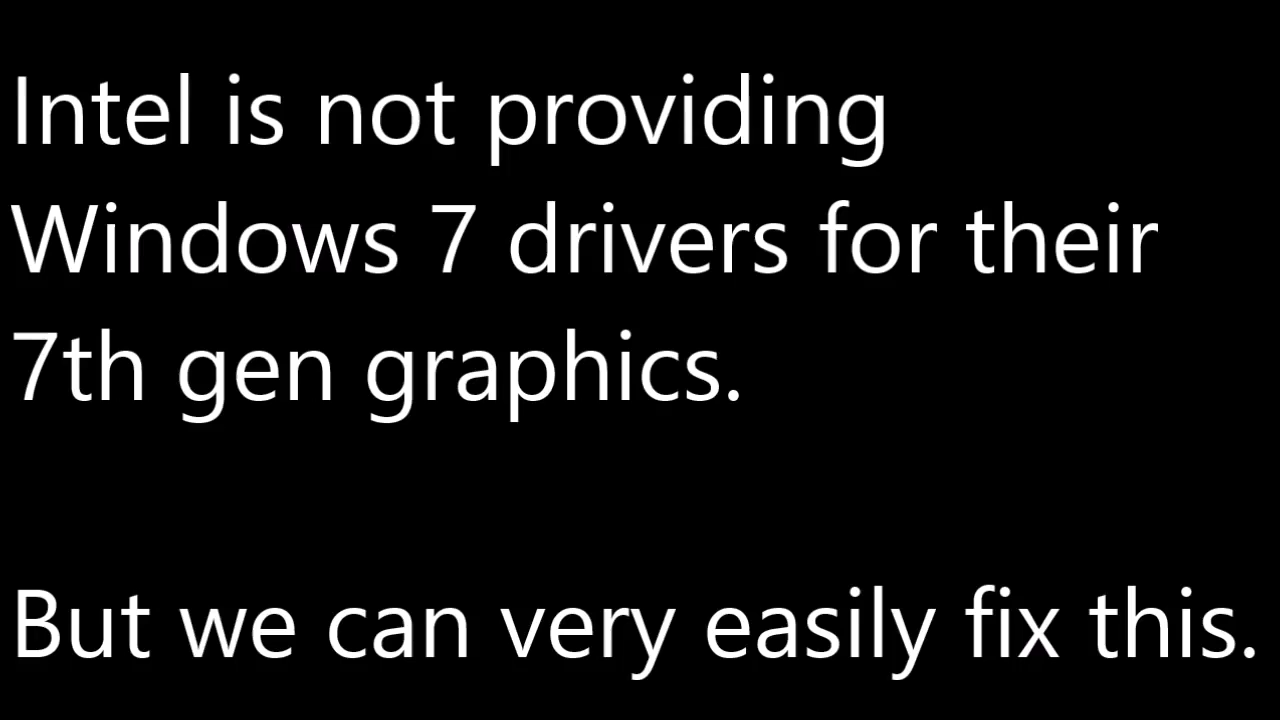 Intel is not providing
Windows 7 drivers for their
7th gen graphics.
But we can very easily fix this.